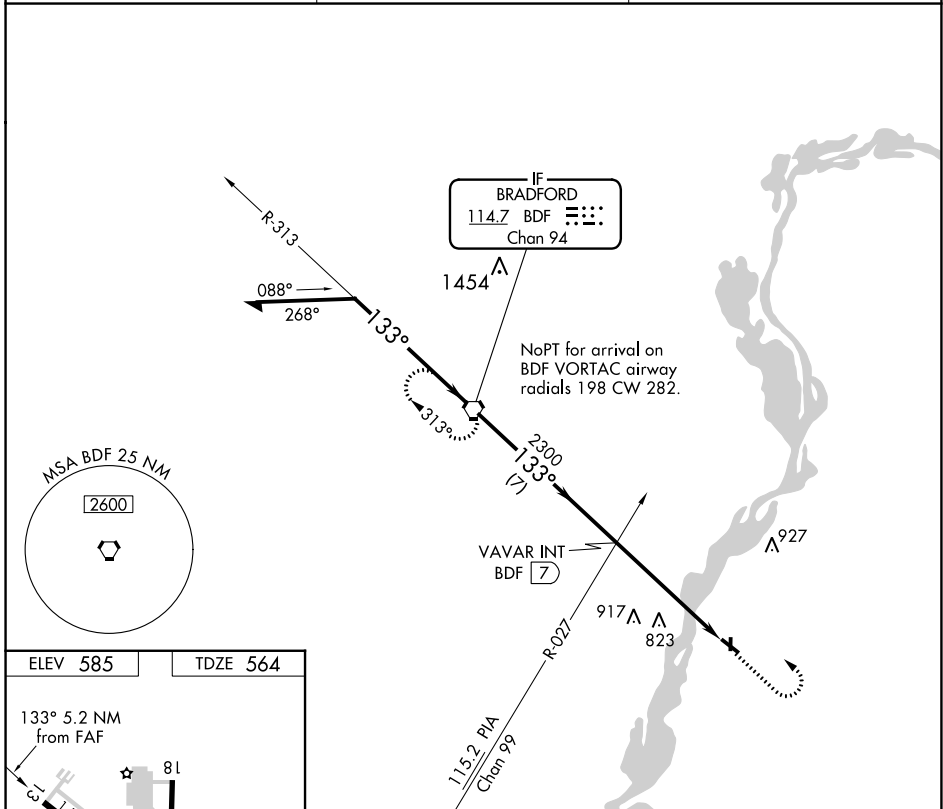 IF
BRADFORD
114.7 BDF
Chan 94
R-313
1454
088°
268°
133°
NoPT for arrival on
BDF VORTAC airway
radials 198 CW 282.
313°
2300
133°
(7)
MSA BDF 25 NM
2600
VAVAR INT
BDF 7
927
917
823
R-027
115.2 PIA
Chan 99
ELEV 585
TDZE 564
133° 5.2 NM
from FAF
18
13